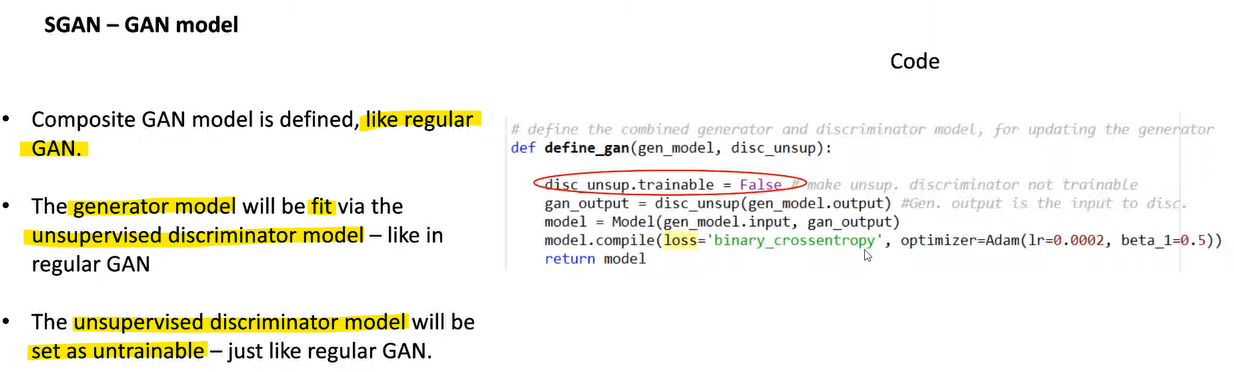 SGAN – GAN model
Code
• Composite GAN model is defined, like regular
GAN.
• The generator model will be fit via the
unsupervised discriminator model – like in
regular GAN
• The unsupervised discriminator model will be
set as untrainable – just like regular GAN.
# define the combined generator and discriminator model, for updating the generator
def define_gan(gen_model, disc_unsup):
disc_unsup.trainable = False # make unsup. discriminator not trainable
gan_output = disc_unsup(gen_model.output) #Gen. output is the input to disc.
model = Model(gen_model.input, gan_output)
model.compile(loss='binary_crossentropy', optimizer=Adam(lr=0.0002, beta_1=0.5))
return model